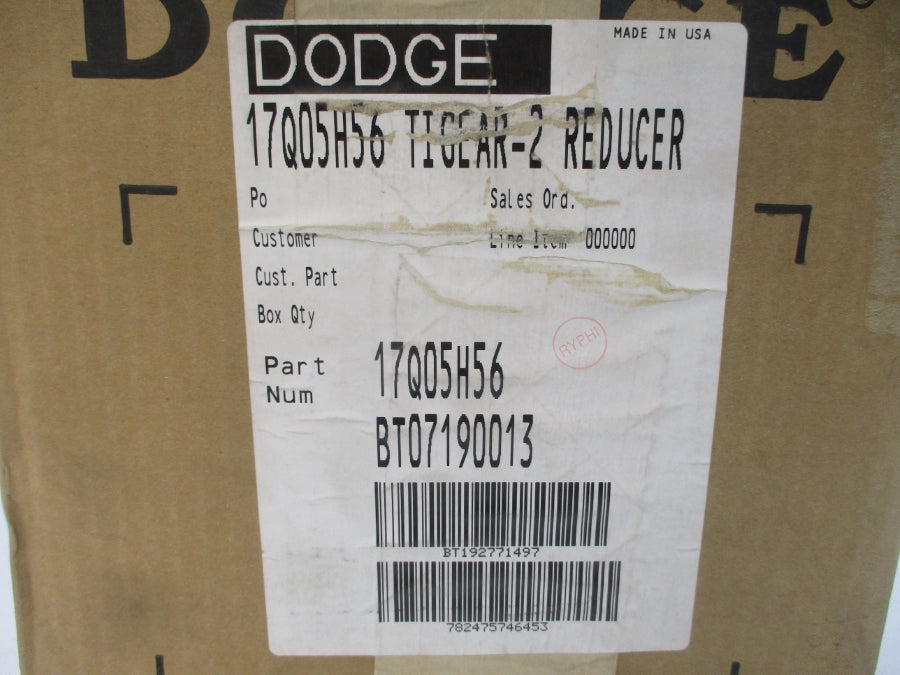 DODGE
MADE IN USA
17Q05H56 TIGEAR-2 REDUCER
Po
Sales Ord.
Customer
Line Item 000000
Cust. Part
Box Qty
RYPHI
Part Num
17Q05H56
BT07190013
BT192771497
782475746453